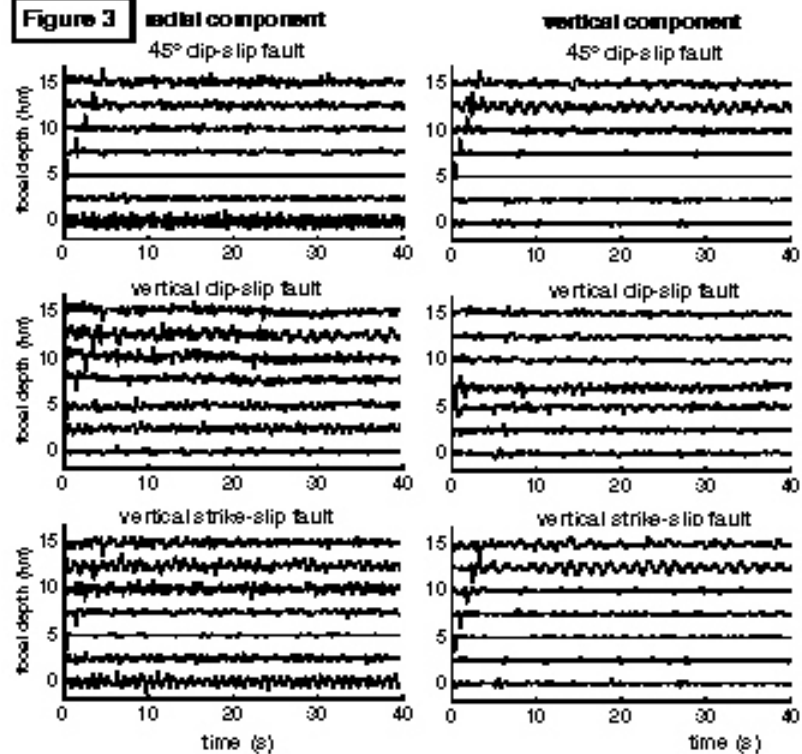 Figure 3
radial component
vertical component
45° dip-slip fault
45° dip-slip fault
focal depth (km)
15
10
5
0
0 10 20 30 40
15
10
5
0
0 10 20 30 40
vertical dip-slip fault
vertical dip-slip fault
focal depth (km)
15
10
5
0
0 10 20 30 40
15
10
5
0
0 10 20 30 40
vertical strike-slip fault
vertical strike-slip fault
focal depth (km)
15
10
5
0
0 10 20 30 40
time (s)
15
10
5
0
0 10 20 30 40
time (s)